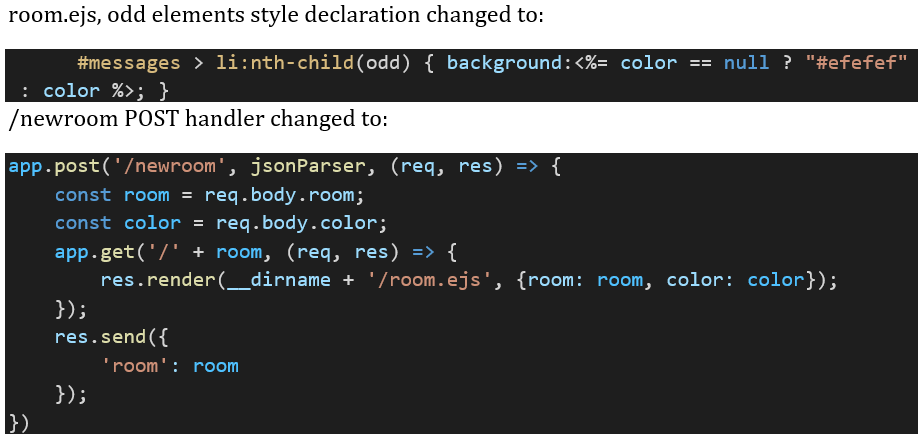 room.ejs, odd elements style declaration changed to:
#messages > li:nth-child(odd) { background:<%= color == null ? "#efefef"
: color %>; }
/newroom POST handler changed to:
app.post('/newroom', jsonParser, (req, res) => {
    const room = req.body.room;
    const color = req.body.color;
    app.get('/' + room, (req, res) => {
        res.render(__dirname + '/room.ejs', {room: room, color: color});
    });
    res.send({
        'room': room
    });
})